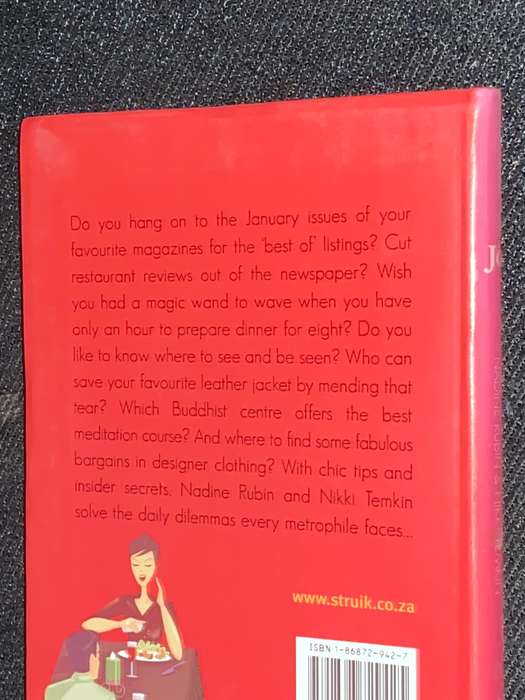 Do you hang on to the January issues of your
favourite magazines for the 'best of' listings? Cut
restaurant reviews out of the newspaper? Wish
you had a magic wand to wave when you have
only an hour to prepare dinner for eight? Do you
like to know where to see and be seen? Who can
save your favourite leather jacket by mending that
tear? Which Buddhist centre offers the best
meditation course? And where to find some fabulous
bargains in designer clothing? With chic tips and
insider secrets, Nadine Rubin and Nikki Temkin
solve the daily dilemmas every metrophile faces...
www.struik.co.za
ISBN 1-86872-942-7